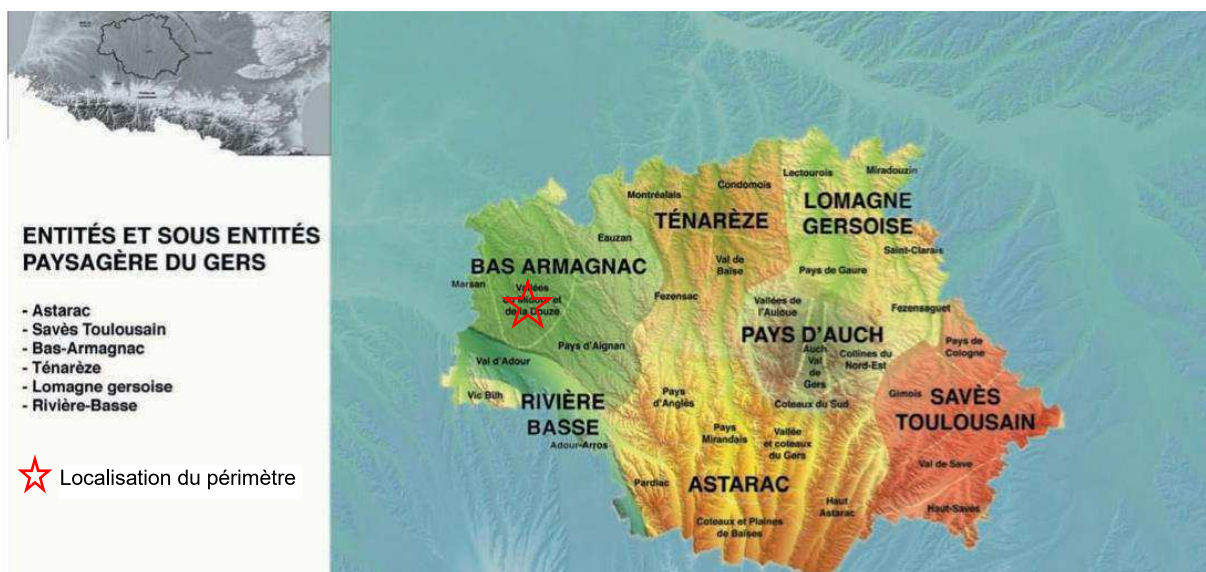 ENTITÉS ET SOUS ENTITÉS
PAYSAGÈRE DU GERS
- Astarac
- Savès Toulousain
- Bas-Armagnac
- Ténarèze
- Lomagne gersoise
- Rivière-Basse
Localisation du périmètre
Lectourois
Miradouzin
Condomois
Montréalais
LOMAGNE
GERSOISE
TÉNARÈZE
Eauzan
Saint-Clarais
Val de
Baïse
Pays de Gaure
BAS ARMAGNAC
Marsan
Vallées
de la Douze
Fezensac
Vallées de
l'Auloue
Fezensaguet
PAYS D'AUCH
Pays de
Cologne
Pays d'Aignan
Auch
Val
de
Gers
Collines du
Nord-Est
Val d'Adour
Vic Bilh
RIVIÈRE
BASSE
Pays
d'Anglès
Coteaux du Sud
Gimois
SAVÈS
TOULOUSAIN
Adour-Arros
Pays
Mirandais
Vallée
et coteaux
du Gers
Val de Save
Pardiac
ASTARAC
Haut
Astarac
Haut-Savès
Coteaux et Plaines
de Baïses